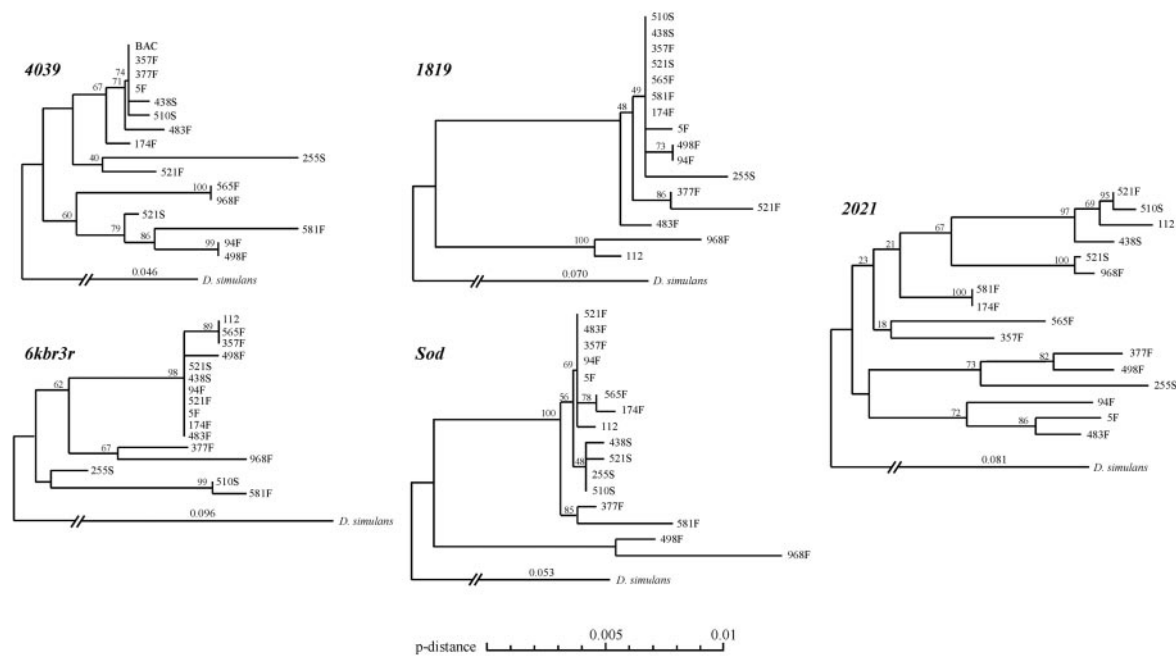 4039
BAC
357F
377F
5F
438S
510S
483F
174F
255S
521F
565F
968F
521S
581F
94F
498F
74
71
67
40
100
60
79
86
99
0.046
D. simulans
1819
510S
438S
357F
521S
565F
581F
174F
5F
498F
94F
255S
377F
521F
483F
968F
112
49
48
73
86
100
0.070
D. simulans
2021
521F
510S
112
438S
521S
968F
581F
174F
565F
357F
377F
498F
255S
94F
5F
483F
95
69
97
67
21
100
23
100
18
82
73
72
86
0.081
D. simulans
6kbr3r
112
565F
357F
498F
521S
438S
94F
521F
5F
174F
483F
377F
968F
255S
510S
581F
89
98
62
67
99
0.096
D. simulans
Sod
521F
483F
357F
94F
5F
565F
174F
112
438S
521S
255S
510S
377F
581F
498F
968F
69
56
78
100
48
85
0.053
D. simulans
p-distance
0.005
0.01